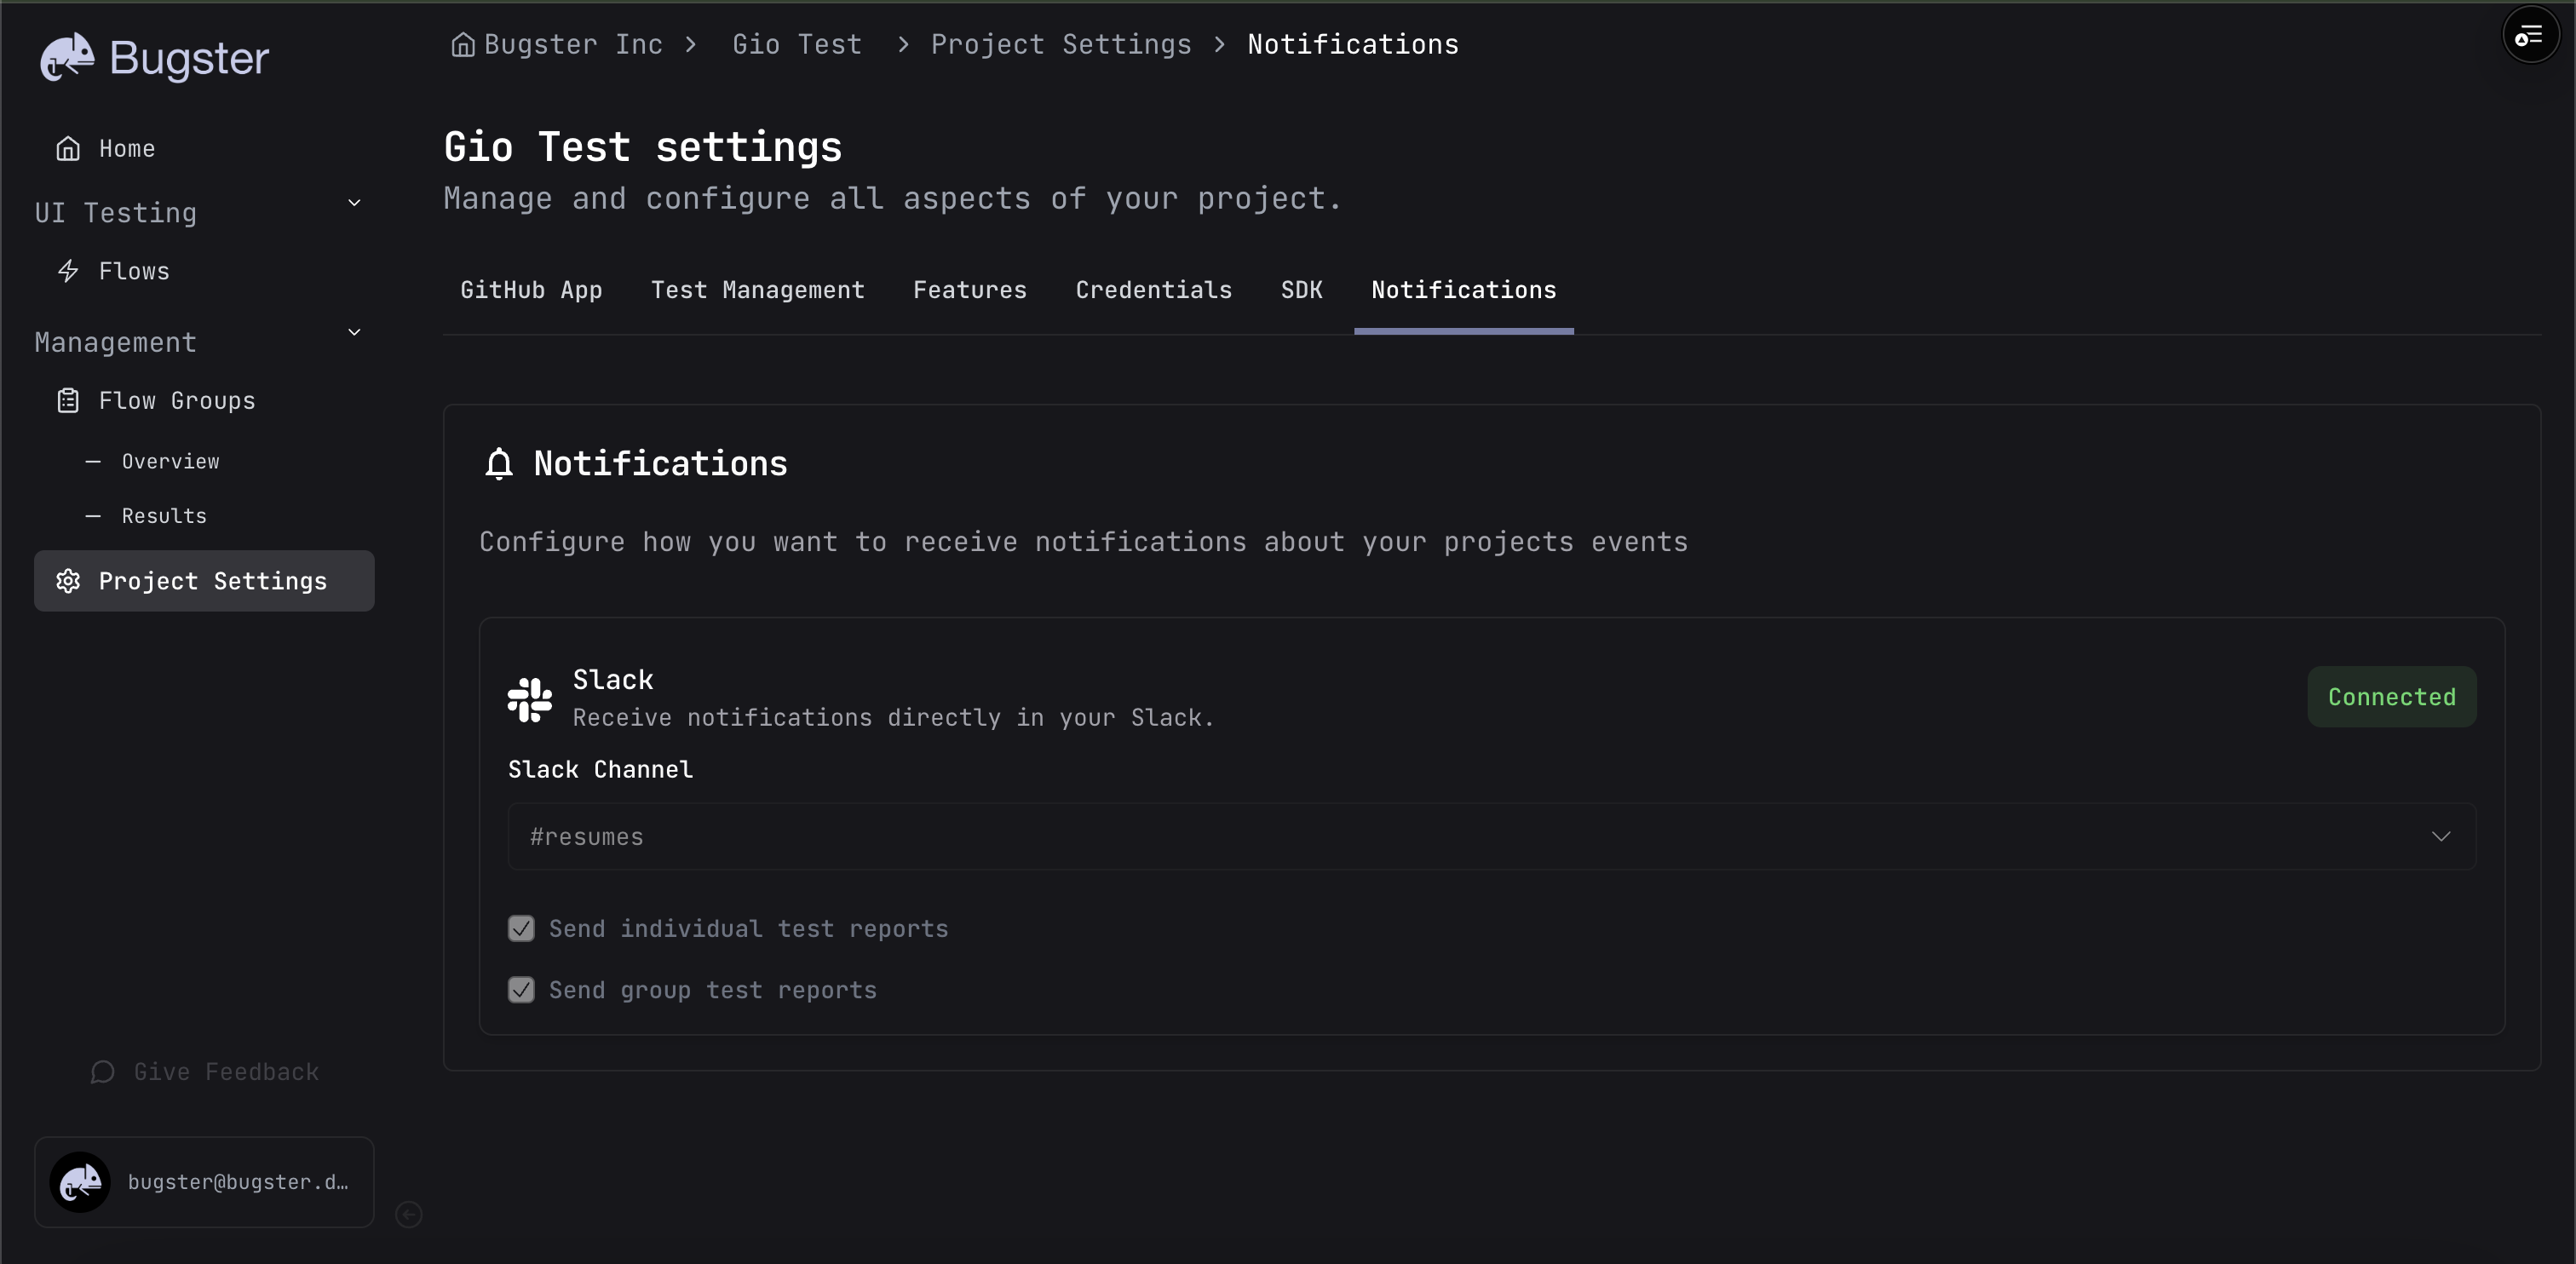 Bugster
Home
UI Testing
Flows
Management
Flow Groups
Overview
Results
Project Settings
Give Feedback
bugster@bugster.d…
Bugster Inc > Gio Test > Project Settings > Notifications
Gio Test settings
Manage and configure all aspects of your project.
GitHub App Test Management Features Credentials SDK Notifications
Notifications
Configure how you want to receive notifications about your projects events
Slack
Receive notifications directly in your Slack.
Connected
Slack Channel
#resumes
Send individual test reports
Send group test reports